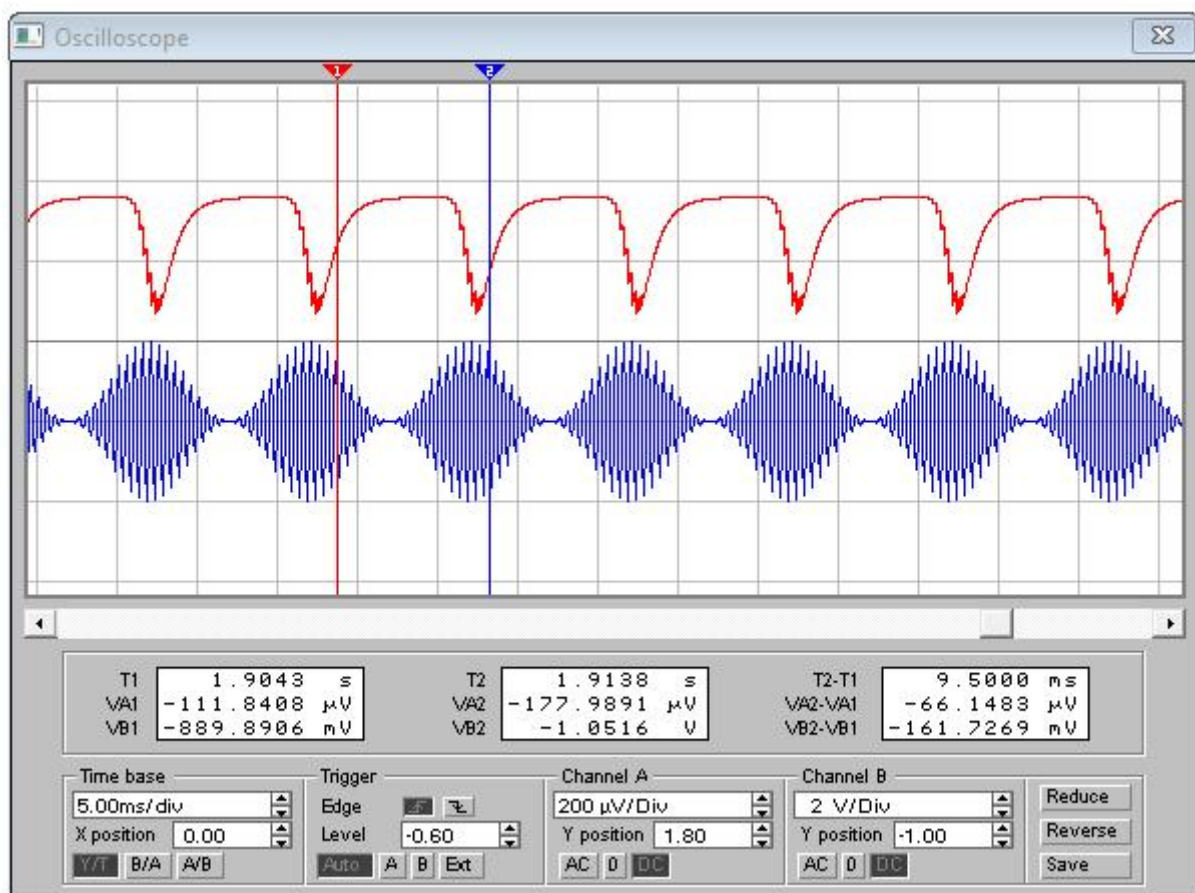 Oscilloscope
1 2
T1 1.9043 s T2 1.9138 s T2-T1 9.5000 ms
VA1 -111.8408 µV VA2 -177.9891 µV VA2-VA1 -66.1483 µV
VB1 -889.8906 mV VB2 -1.0516 V VB2-VB1 -161.7269 mV
Time base Trigger Channel A Channel B
5.00ms/div Edge 200 µV/Div 2 V/Div Reduce
X position 0.00 Level -0.60 Y position 1.80 Y position -1.00 Reverse
Y/T B/A A/B Auto A B Ext AC 0 DC AC 0 DC Save